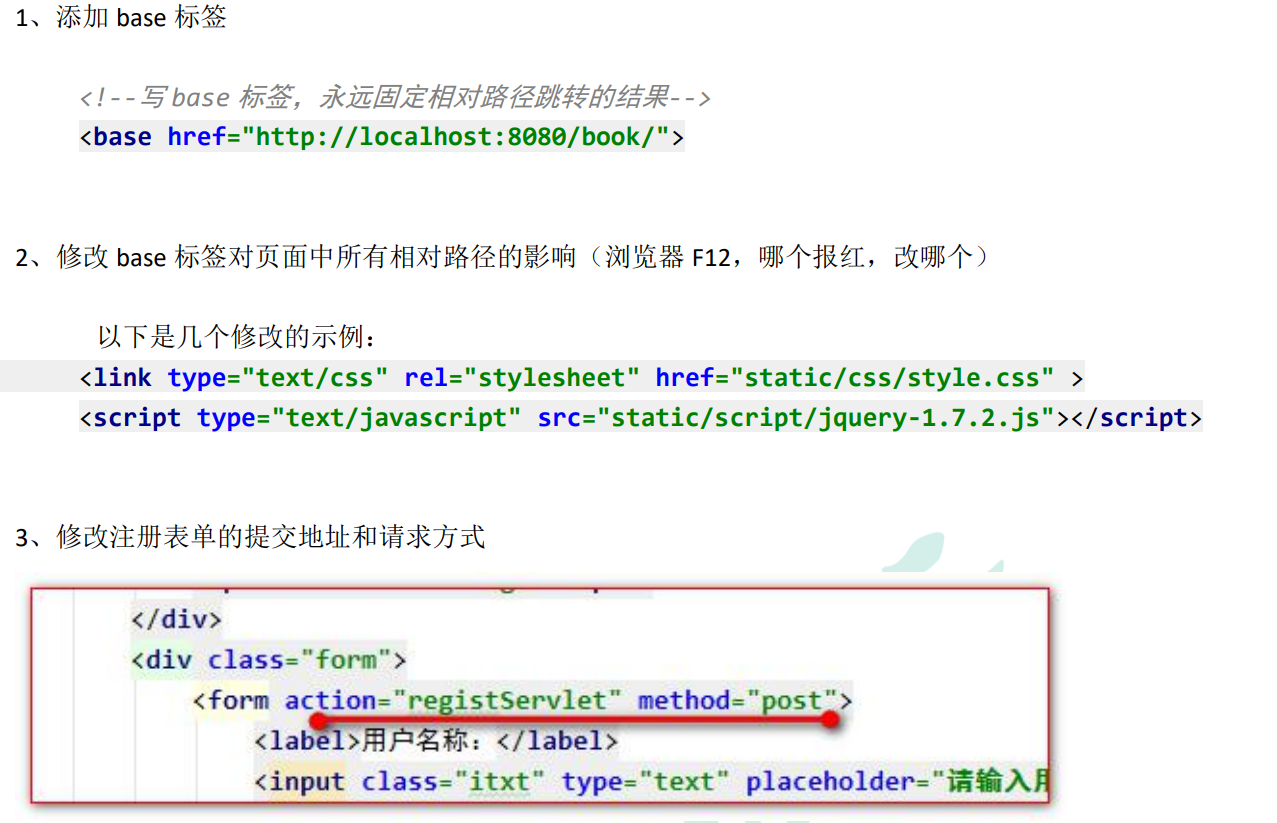 1、添加 base 标签
<!--写 base 标签，永远固定相对路径跳转的结果-->
<base href="http://localhost:8080/book/">
2、修改 base 标签对页面中所有相对路径的影响（浏览器 F12，哪个报红，改哪个）
以下是几个修改的示例：
<link type="text/css" rel="stylesheet" href="static/css/style.css" >
<script type="text/javascript" src="static/script/jquery-1.7.2.js"></script>
3、修改注册表单的提交地址和请求方式
</div>
<div class="form">
<form action="registServlet" method="post">
<label>用户名称：</label>
<input class="itxt" type="text" placeholder="请输入用